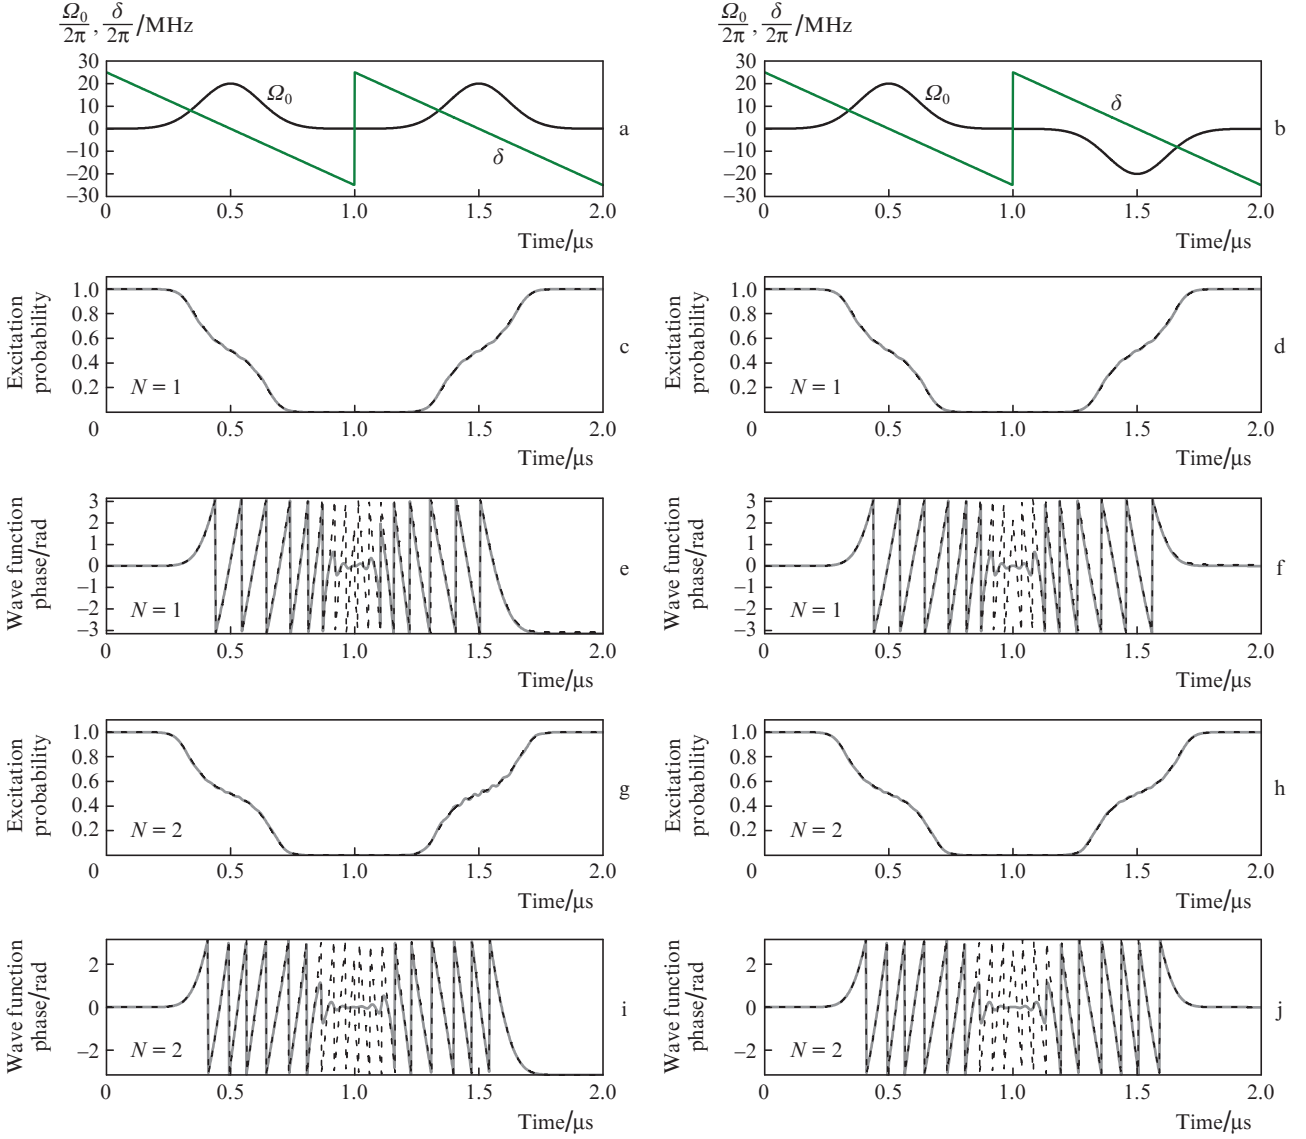 Ω₀/2π, δ/2π/MHz
30
20
10
0
−10
−20
−30
Ω₀
δ
a
0 0.5 1.0 1.5 2.0
Time/μs
Ω₀/2π, δ/2π/MHz
30
20
10
0
−10
−20
−30
Ω₀
δ
b
0 0.5 1.0 1.5 2.0
Time/μs
Excitation
probability
1.0
0.8
0.6
0.4
0.2
N = 1
c
0 0.5 1.0 1.5 2.0
Time/μs
Excitation
probability
1.0
0.8
0.6
0.4
0.2
N = 1
d
0 0.5 1.0 1.5 2.0
Time/μs
Wave function
phase/rad
3
2
1
0
−1
−2
−3
N = 1
e
0 0.5 1.0 1.5 2.0
Time/μs
Wave function
phase/rad
3
2
1
0
−1
−2
−3
N = 1
f
0 0.5 1.0 1.5 2.0
Time/μs
Excitation
probability
1.0
0.8
0.6
0.4
0.2
N = 2
g
0 0.5 1.0 1.5 2.0
Time/μs
Excitation
probability
1.0
0.8
0.6
0.4
0.2
N = 2
h
0 0.5 1.0 1.5 2.0
Time/μs
Wave function
phase/rad
2
0
−2
N = 2
i
0 0.5 1.0 1.5 2.0
Time/μs
Wave function
phase/rad
2
0
−2
N = 2
j
0 0.5 1.0 1.5 2.0
Time/μs